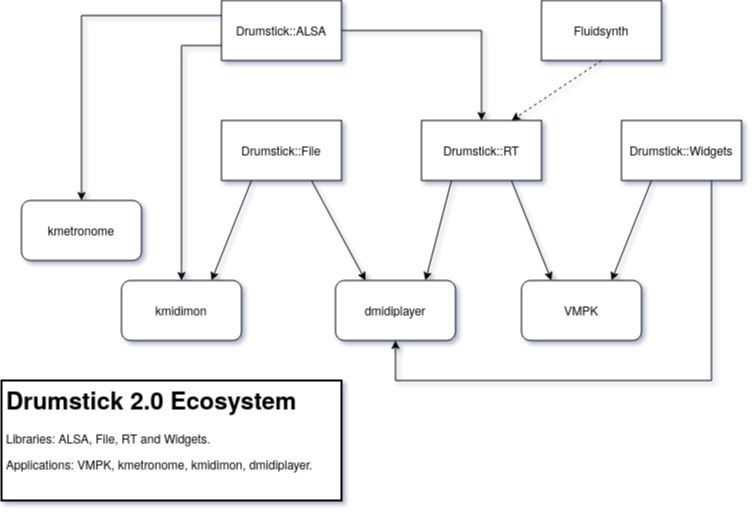 Drumstick::ALSA
Fluidsynth
Drumstick::File
Drumstick::RT
Drumstick::Widgets
kmetronome
kmidimon
dmidiplayer
VMPK
Drumstick 2.0 Ecosystem
Libraries: ALSA, File, RT and Widgets.
Applications: VMPK, kmetronome, kmidimon, dmidiplayer.